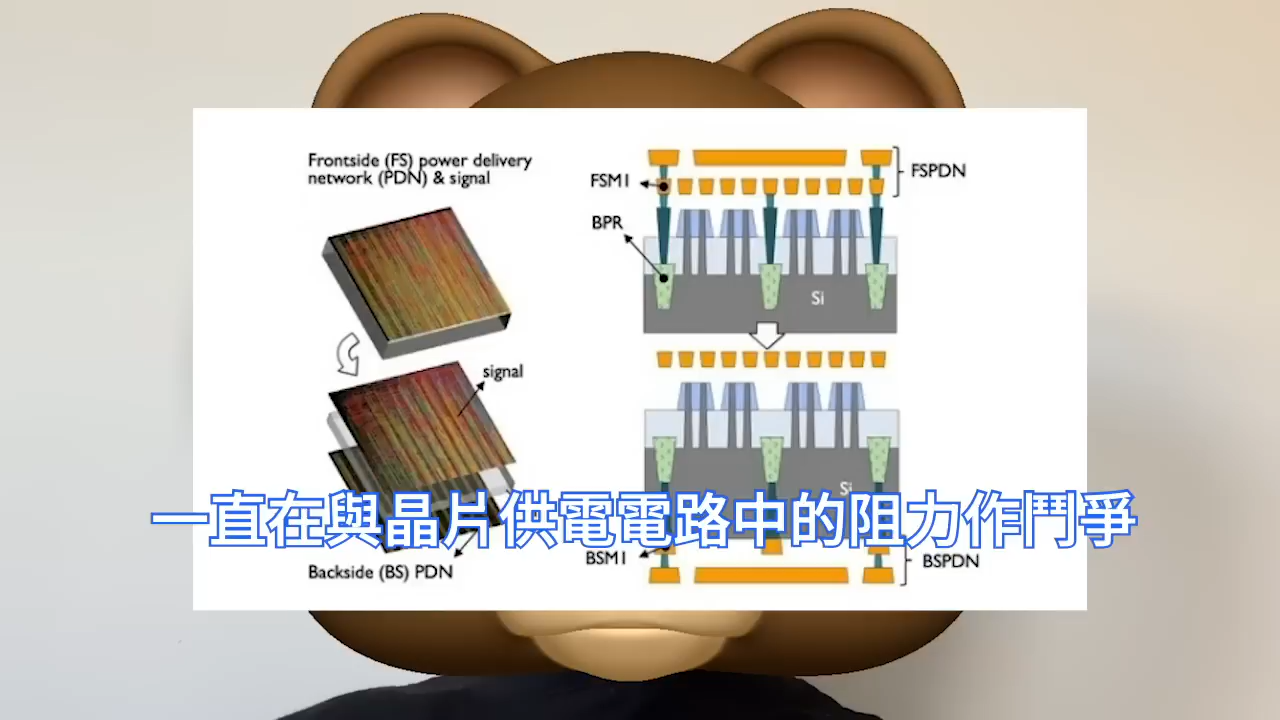 Frontside (FS) power delivery
network (PDN) & signal
FSM1
FSPDN
BPR
Si
signal
Si
一直在與晶片供電電路中的阻力作鬥爭
BSM1
BSPDN
Backside (BS) PDN